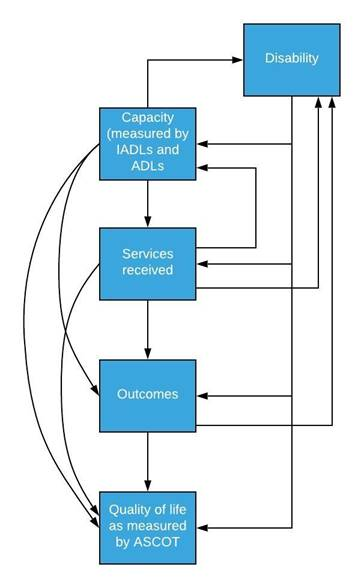 Disability
Capacity
(measured by
IADLs and
ADLs
Services
received
Outcomes
Quality of life
as measured
by ASCOT